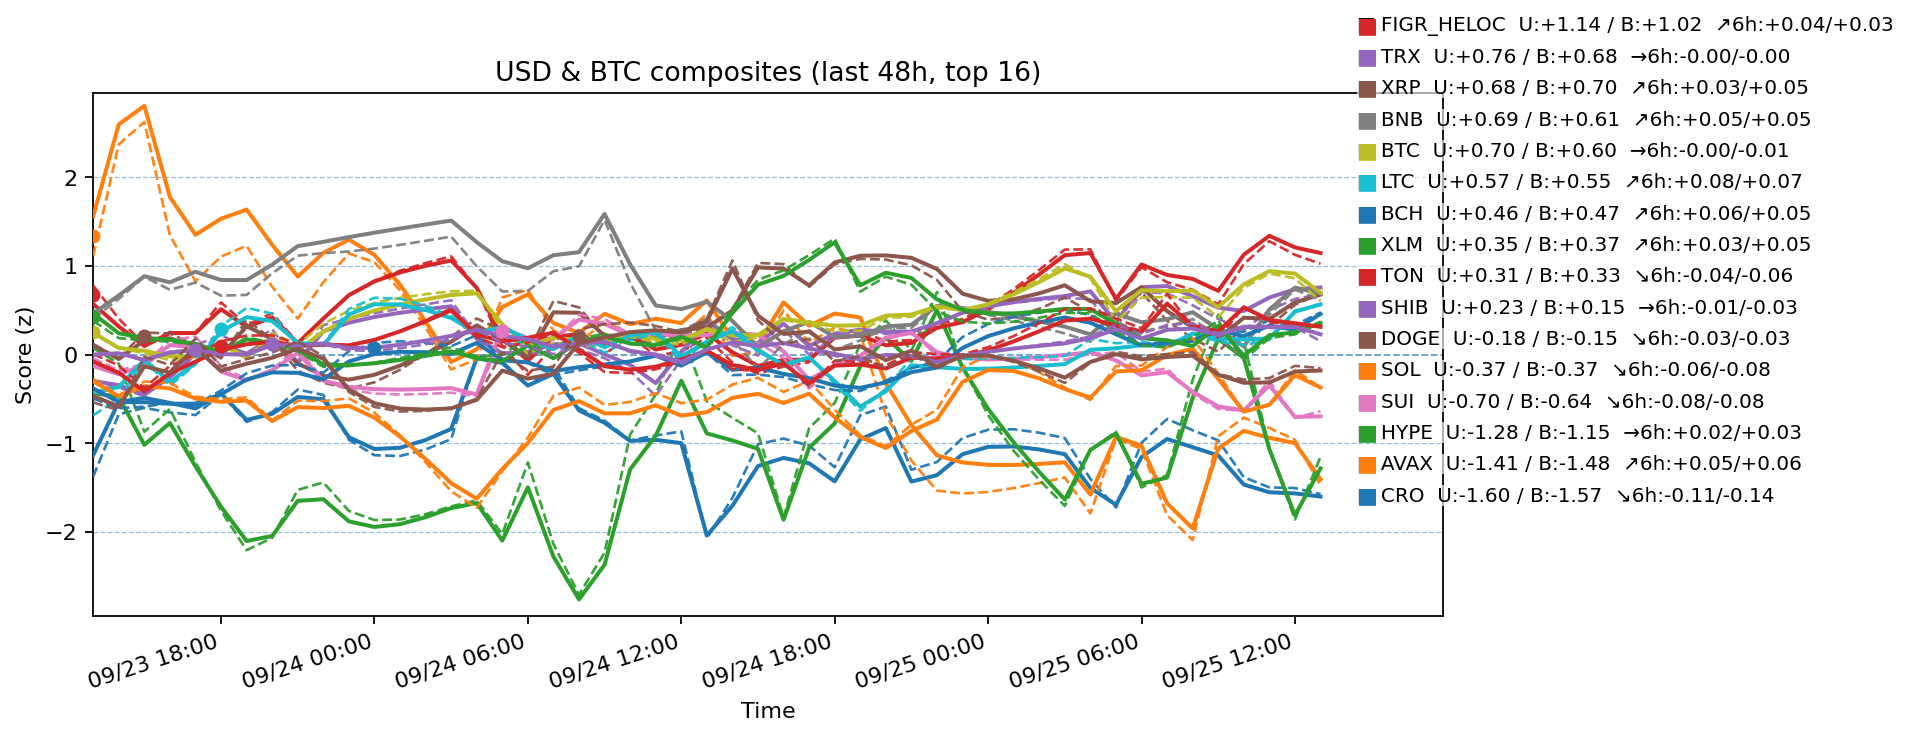 FIGR_HELOC U:+1.14 / B:+1.02 ↗6h:+0.04/+0.03
USD & BTC composites (last 48h, top 16)
TRX U:+0.76 / B:+0.68 →6h:-0.00/-0.00
XRP U:+0.68 / B:+0.70 ↗6h:+0.03/+0.05
BNB U:+0.69 / B:+0.61 ↗6h:+0.05/+0.05
BTC U:+0.70 / B:+0.60 →6h:-0.00/-0.01
LTC U:+0.57 / B:+0.55 ↗6h:+0.08/+0.07
BCH U:+0.46 / B:+0.47 ↗6h:+0.06/+0.05
XLM U:+0.35 / B:+0.37 ↗6h:+0.03/+0.05
TON U:+0.31 / B:+0.33 ↘6h:-0.04/-0.06
SHIB U:+0.23 / B:+0.15 →6h:-0.01/-0.03
DOGE U:-0.18 / B:-0.15 ↘6h:-0.03/-0.03
SOL U:-0.37 / B:-0.37 ↘6h:-0.06/-0.08
SUI U:-0.70 / B:-0.64 ↘6h:-0.08/-0.08
HYPE U:-1.28 / B:-1.15 →6h:+0.02/+0.03
AVAX U:-1.41 / B:-1.48 ↗6h:+0.05/+0.06
CRO U:-1.60 / B:-1.57 ↘6h:-0.11/-0.14
Score (z)
2
1
0
−1
−2
09/23 18:00
09/24 00:00
09/24 06:00
09/24 12:00
09/24 18:00
09/25 00:00
09/25 06:00
09/25 12:00
Time